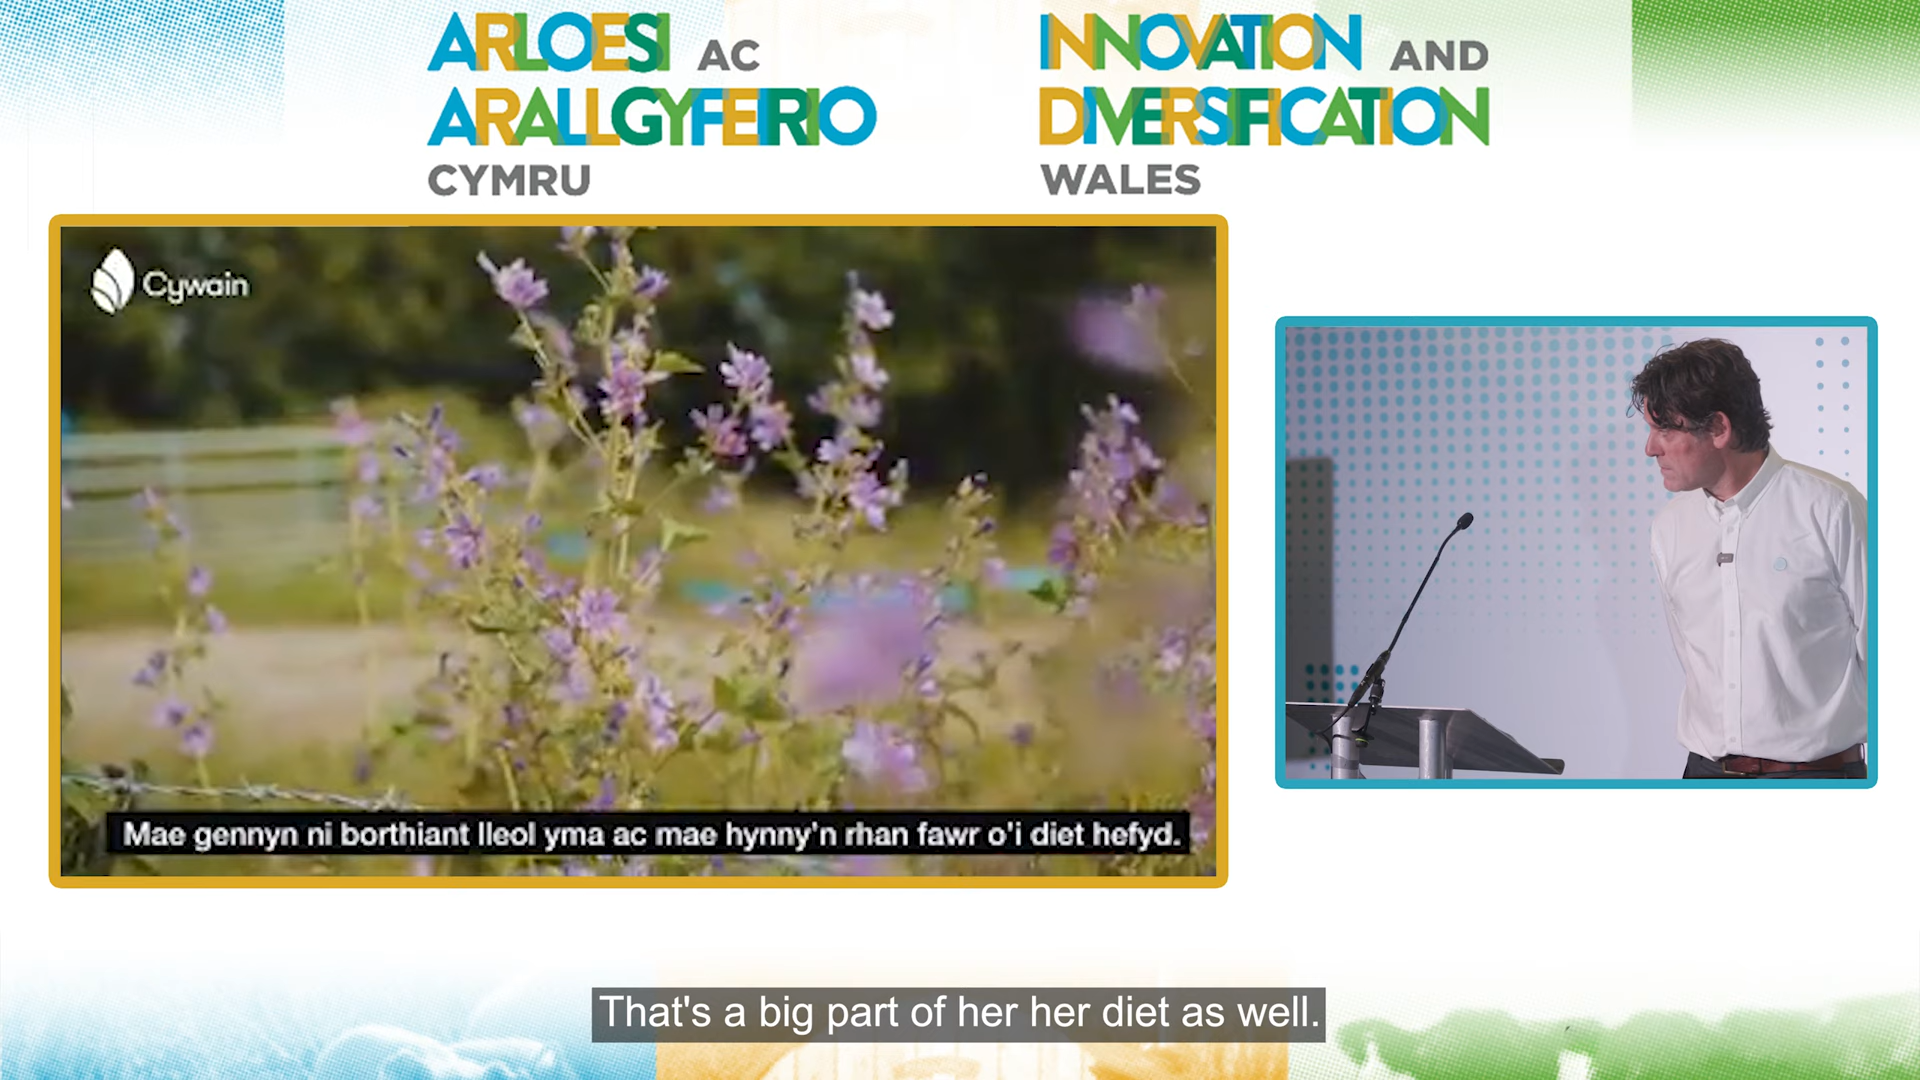 ARLOESI AC
ARALLGYFEIRIO
CYMRU
INNOVATION AND
DIVERSIFICATION
WALES
Cywain
Mae gennyn ni borthiant lleol yma ac mae hynny'n rhan fawr o'i diet hefyd.
That's a big part of her her diet as well.